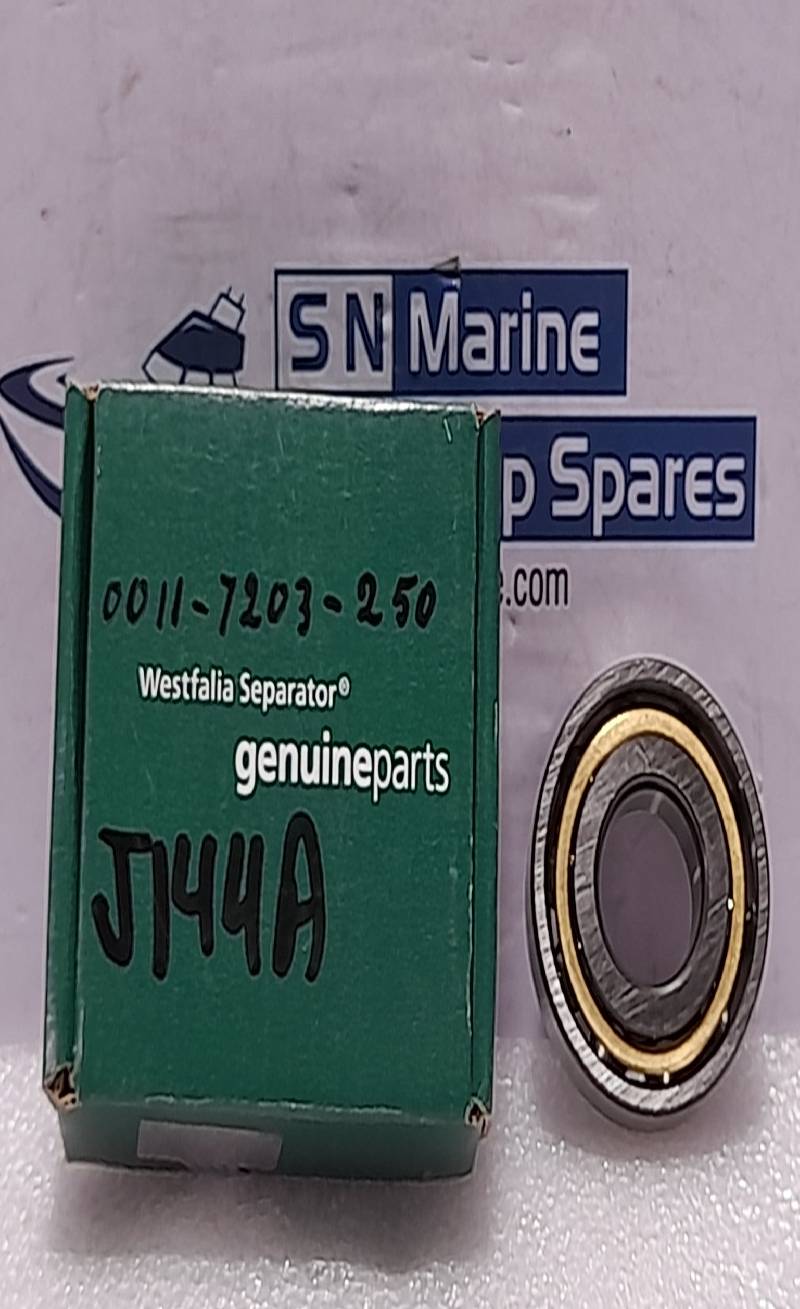 S N Marine
p Spares
.com
0011-7203-250
Westfalia Separator®
genuineparts
J144A